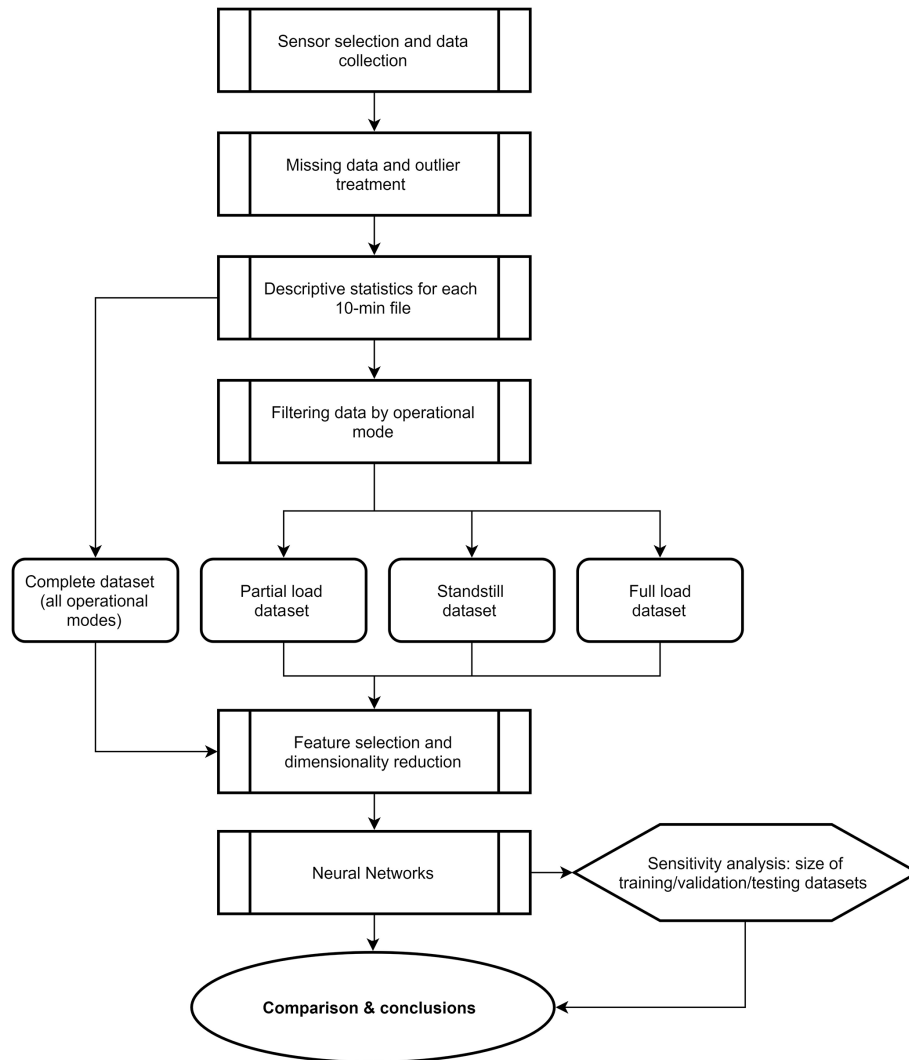 Sensor selection and data
collection
Missing data and outlier
treatment
Descriptive statistics for each
10-min file
Filtering data by operational
mode
Complete dataset
(all operational
modes)
Partial load
dataset
Standstill
dataset
Full load
dataset
Feature selection and
dimensionality reduction
Neural Networks
Sensitivity analysis: size of
training/validation/testing datasets
Comparison & conclusions